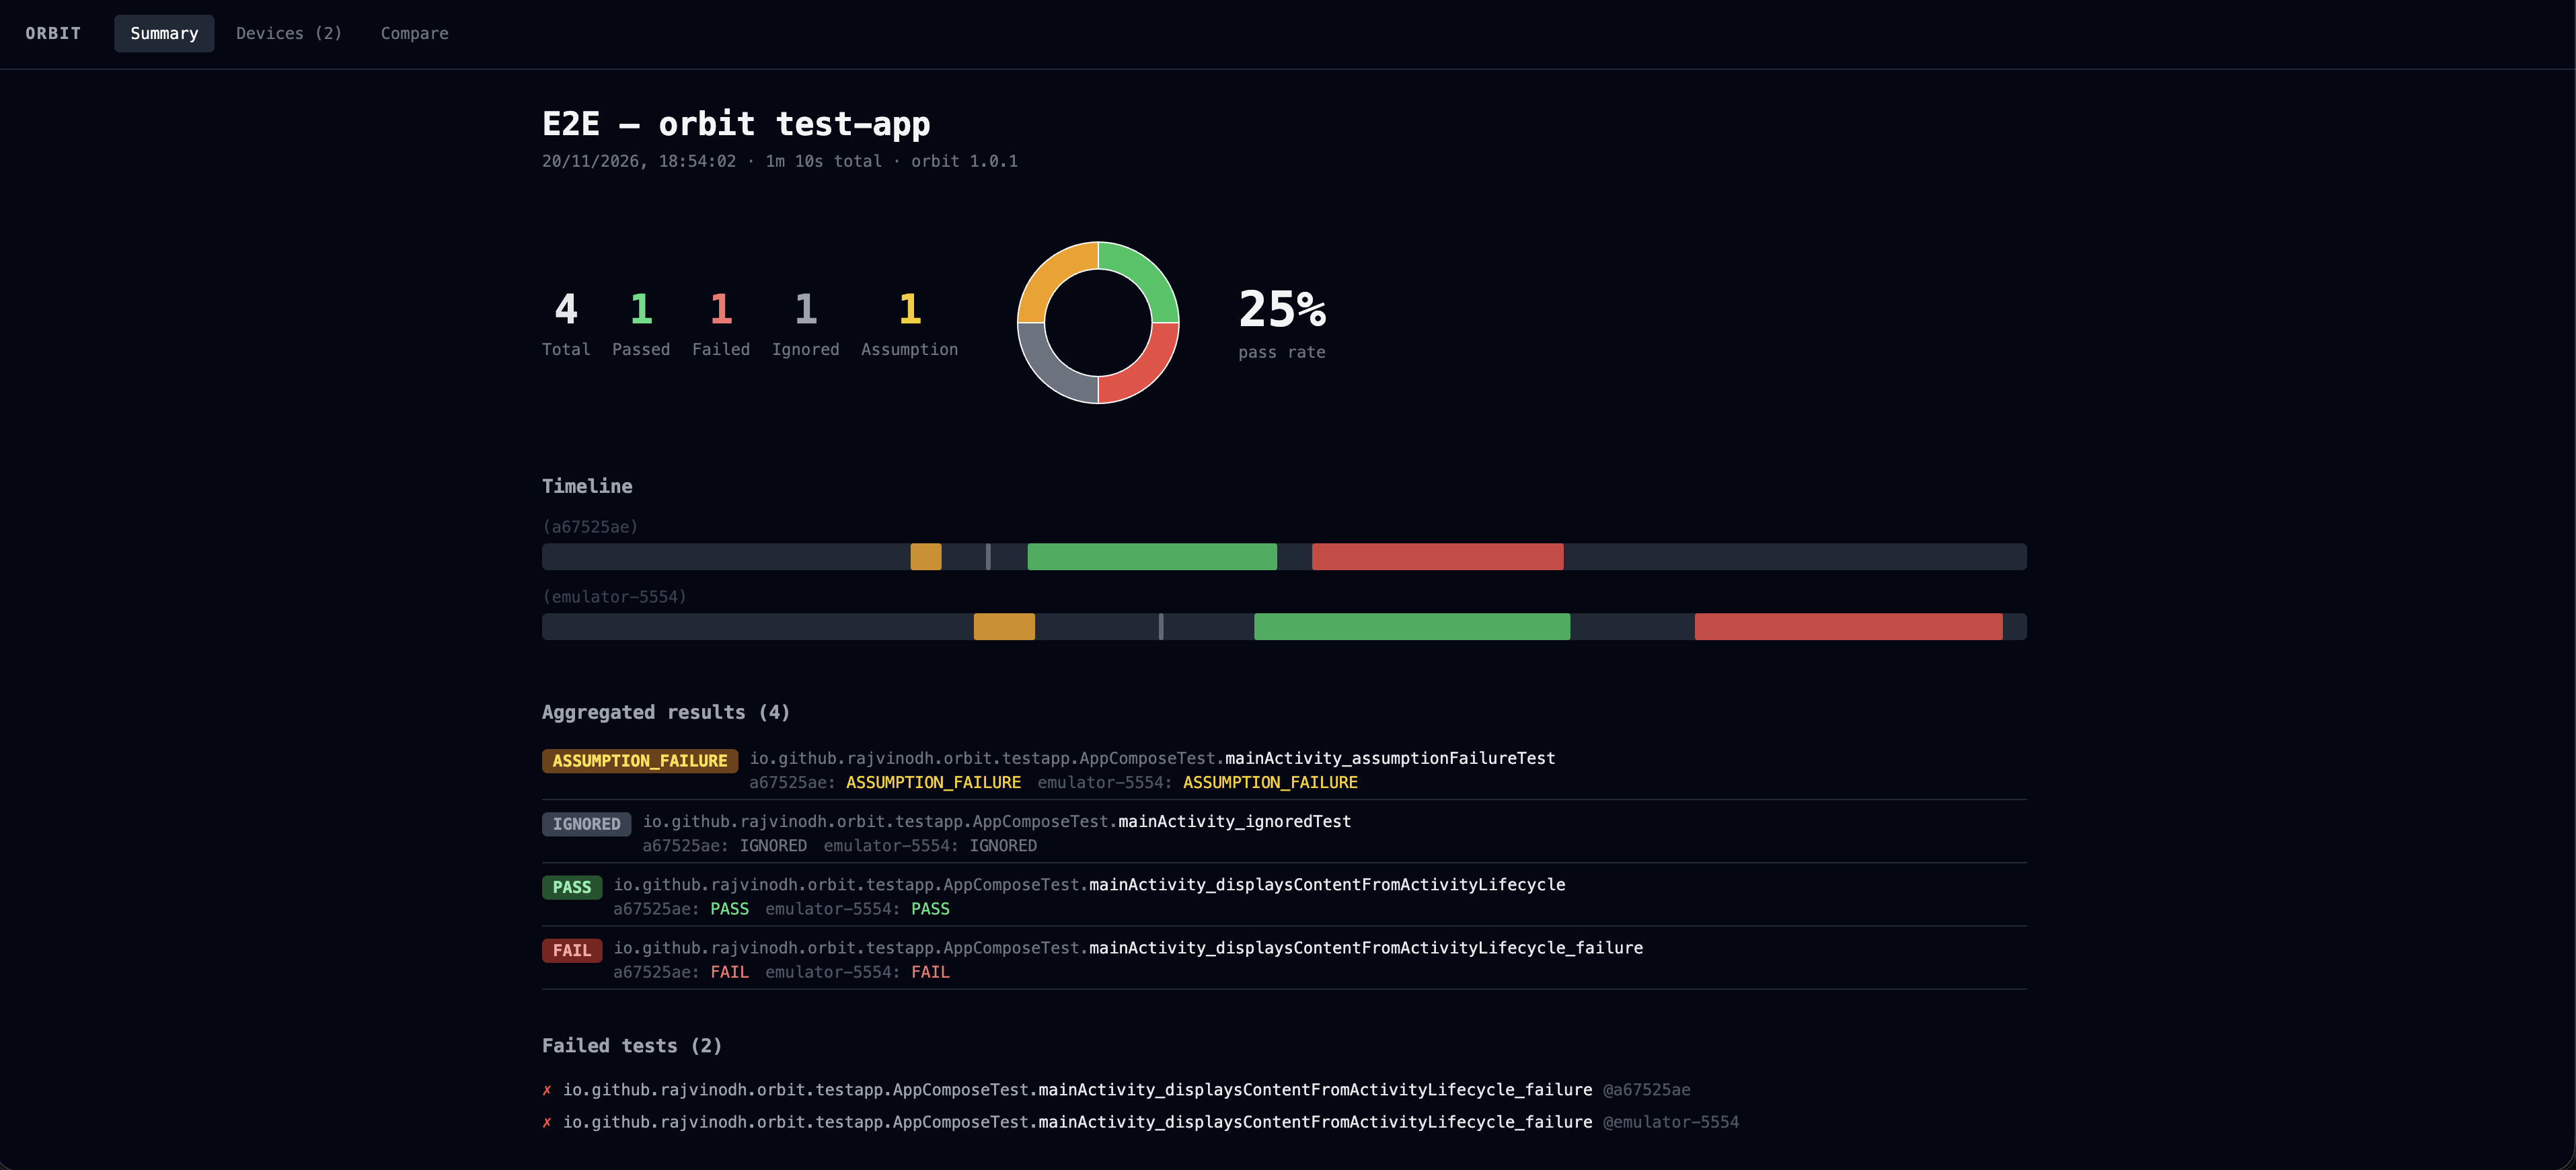 ORBIT Summary Devices (2) Compare
E2E — orbit test-app
20/11/2026, 18:54:02 · 1m 10s total · orbit 1.0.1
4 1 1 1 1
Total Passed Failed Ignored Assumption
25%
pass rate
Timeline
(a67525ae)
(emulator-5554)
Aggregated results (4)
ASSUMPTION_FAILURE io.github.rajvinodh.orbit.testapp.AppComposeTest.mainActivity_assumptionFailureTest
a67525ae: ASSUMPTION_FAILURE emulator-5554: ASSUMPTION_FAILURE
IGNORED io.github.rajvinodh.orbit.testapp.AppComposeTest.mainActivity_ignoredTest
a67525ae: IGNORED emulator-5554: IGNORED
PASS io.github.rajvinodh.orbit.testapp.AppComposeTest.mainActivity_displaysContentFromActivityLifecycle
a67525ae: PASS emulator-5554: PASS
FAIL io.github.rajvinodh.orbit.testapp.AppComposeTest.mainActivity_displaysContentFromActivityLifecycle_failure
a67525ae: FAIL emulator-5554: FAIL
Failed tests (2)
✗ io.github.rajvinodh.orbit.testapp.AppComposeTest.mainActivity_displaysContentFromActivityLifecycle_failure @a67525ae
✗ io.github.rajvinodh.orbit.testapp.AppComposeTest.mainActivity_displaysContentFromActivityLifecycle_failure @emulator-5554